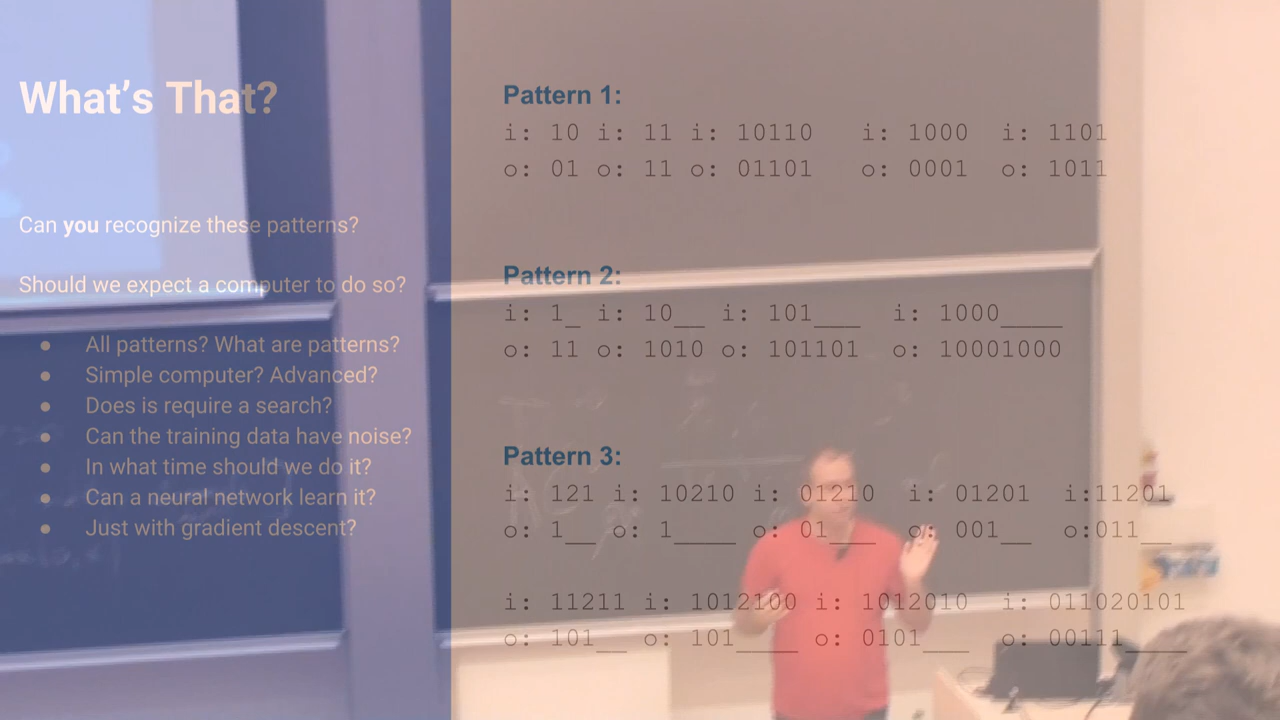 What's That?
Can you recognize these patterns?
Should we expect a computer to do so?
● All patterns? What are patterns?
● Simple computer? Advanced?
● Does is require a search?
● Can the training data have noise?
● In what time should we do it?
● Can a neural network learn it?
● Just with gradient descent?
Pattern 1:
i: 10 i: 11 i: 10110 i: 1000 i: 1101
o: 01 o: 11 o: 01101 o: 0001 o: 1011
Pattern 2:
i: 1_ i: 10__ i: 101___ i: 1000____
o: 11 o: 1010 o: 101101 o: 10001000
Pattern 3:
i: 121 i: 10210 i: 01210 i: 01201 i:11201
o: 1__ o: 1____ o: 01___ o: 001__ o:011__
i: 11211 i: 1012100 i: 1012010 i: 011020101
o: 101__ o: 101____ o: 0101___ o: 00111____